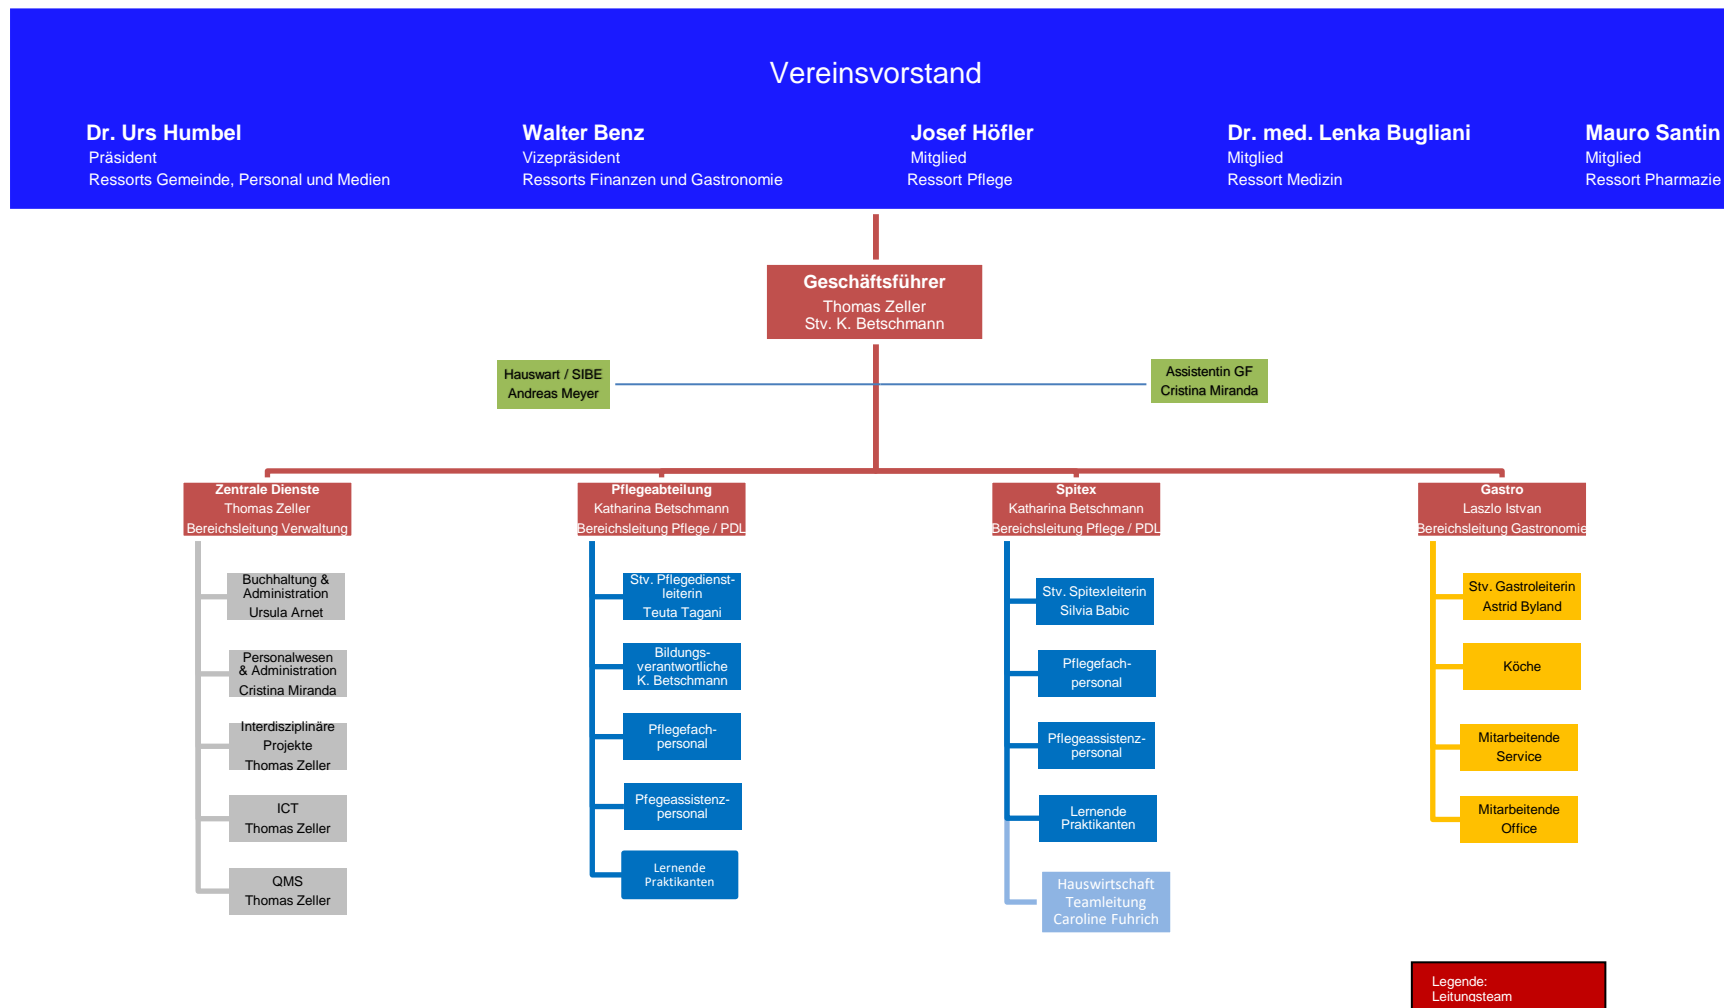 Vereinsvorstand
Dr. Urs Humbel
Präsident
Ressorts Gemeinde, Personal und Medien
Walter Benz
Vizepräsident
Ressorts Finanzen und Gastronomie
Josef Höfler
Mitglied
Ressort Pflege
Dr. med. Lenka Bugliani
Mitglied
Ressort Medizin
Mauro Santin
Mitglied
Ressort Pharmazie
Geschäftsführer
Thomas Zeller
Stv. K. Betschmann
Hauswart / SIBE
Andreas Meyer
Assistentin GF
Cristina Miranda
Zentrale Dienste
Thomas Zeller
Bereichsleitung Verwaltung
Buchhaltung &
Administration
Ursula Arnet
Personalwesen
& Administration
Cristina Miranda
Interdisziplinäre
Projekte
Thomas Zeller
ICT
Thomas Zeller
QMS
Thomas Zeller
Pflegeabteilung
Katharina Betschmann
Bereichsleitung Pflege / PDL
Stv. Pflegedienst-
leiterin
Teuta Tagani
Bildungs-
verantwortliche
K. Betschmann
Pflegefach-
personal
Pfegeassistenz-
personal
Lernende
Praktikanten
Spitex
Katharina Betschmann
Bereichsleitung Pflege / PDL
Stv. Spitexleiterin
Silvia Babic
Pflegefach-
personal
Pflegeassistenz-
personal
Lernende
Praktikanten
Hauswirtschaft
Teamleitung
Caroline Fuhrich
Gastro
Laszlo Istvan
Bereichsleitung Gastronomie
Stv. Gastroleiterin
Astrid Byland
Köche
Mitarbeitende
Service
Mitarbeitende
Office
Legende:
Leitungsteam